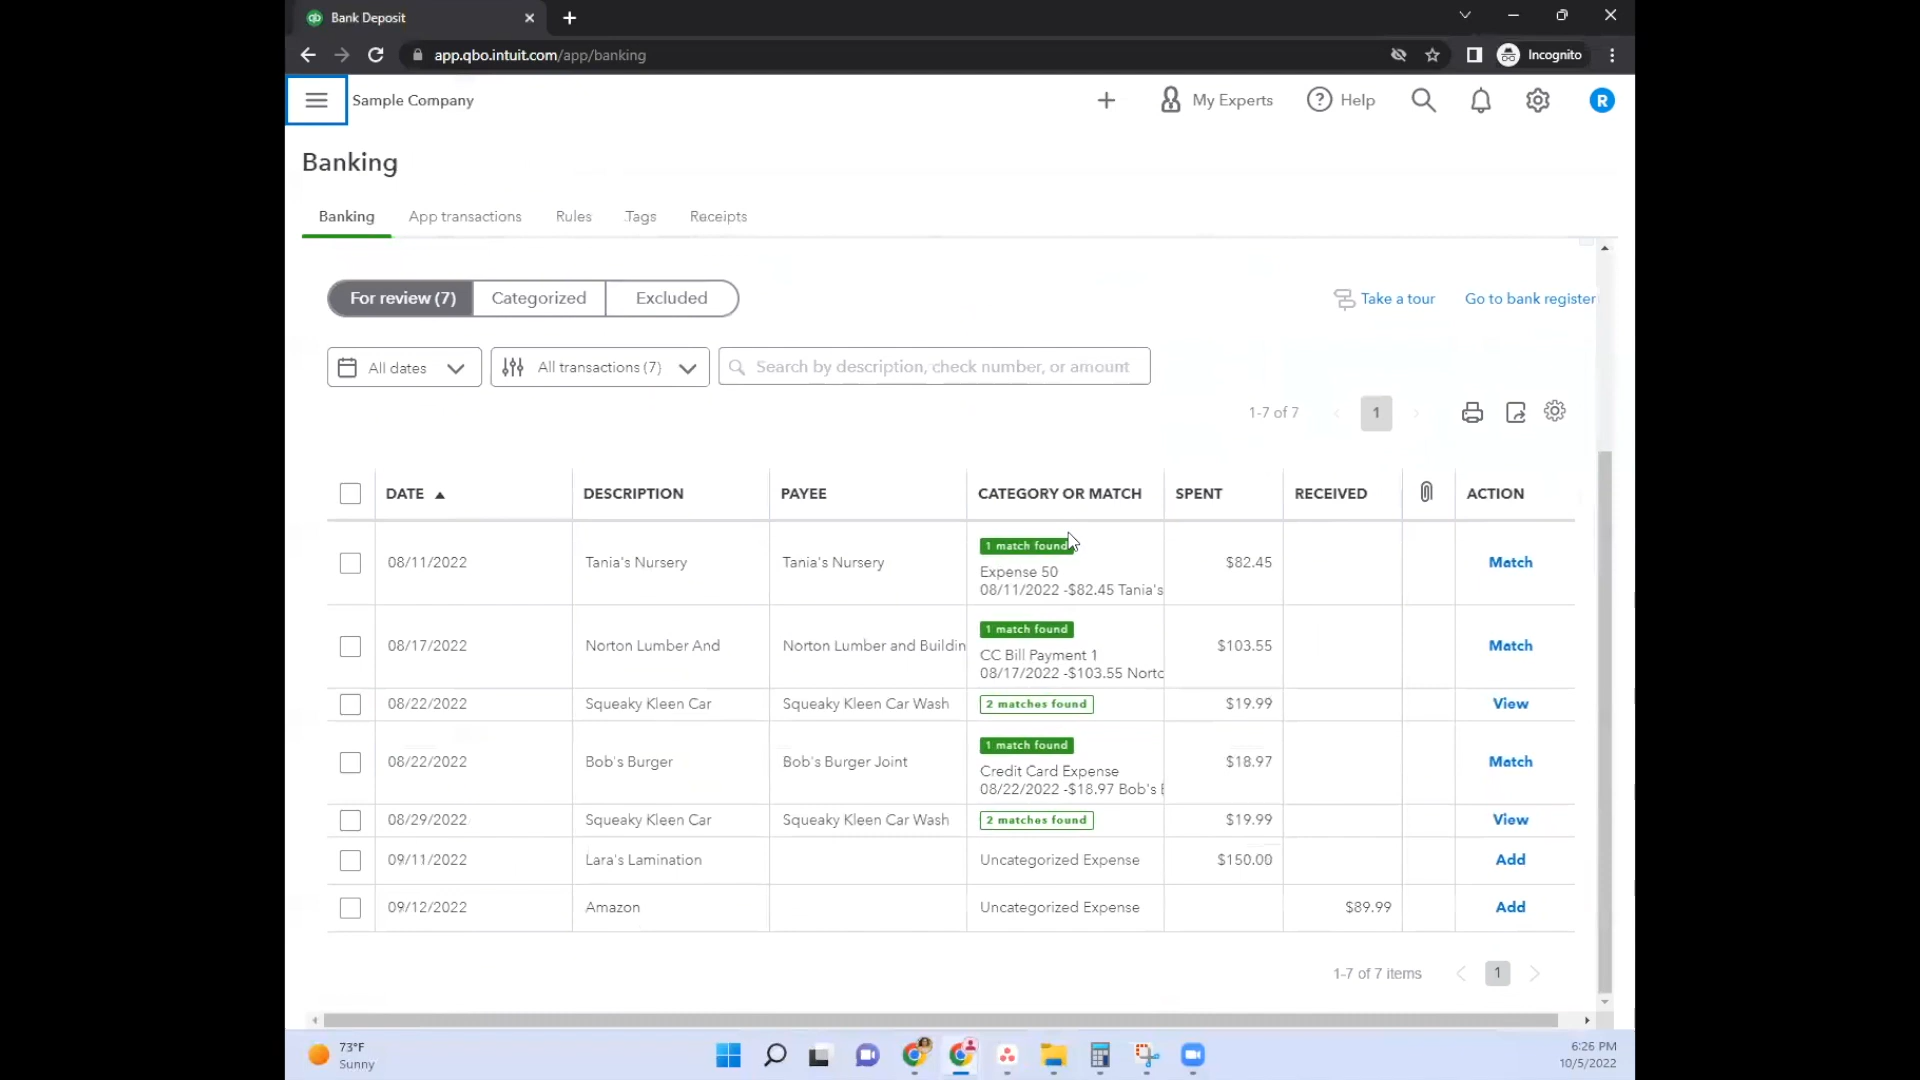 Bank Deposit
app.qbo.intuit.com/app/banking
Incognito
Sample Company
My Experts
Help
R
Banking
Banking
App transactions
Rules
Tags
Receipts
For review (7)
Categorized
Excluded
Take a tour
Go to bank register
All dates
All transactions (7)
Search by description, check number, or amount
1-7 of 7
1
DATE
DESCRIPTION
PAYEE
CATEGORY OR MATCH
SPENT
RECEIVED
ACTION
08/11/2022
Tania's Nursery
Tania's Nursery
1 match found
Expense 50
08/11/2022 -$82.45 Tania's
$82.45
Match
08/17/2022
Norton Lumber And
Norton Lumber and Buildin
1 match found
CC Bill Payment 1
08/17/2022 -$103.55 Norto
$103.55
Match
08/22/2022
Squeaky Kleen Car
Squeaky Kleen Car Wash
2 matches found
$19.99
View
08/22/2022
Bob's Burger
Bob's Burger Joint
1 match found
Credit Card Expense
08/22/2022 -$18.97 Bob's
$18.97
Match
08/29/2022
Squeaky Kleen Car
Squeaky Kleen Car Wash
2 matches found
$19.99
View
09/11/2022
Lara's Lamination
Uncategorized Expense
$150.00
Add
09/12/2022
Amazon
Uncategorized Expense
$89.99
Add
1-7 of 7 items
1
73°F
Sunny
6:26 PM
10/5/2022